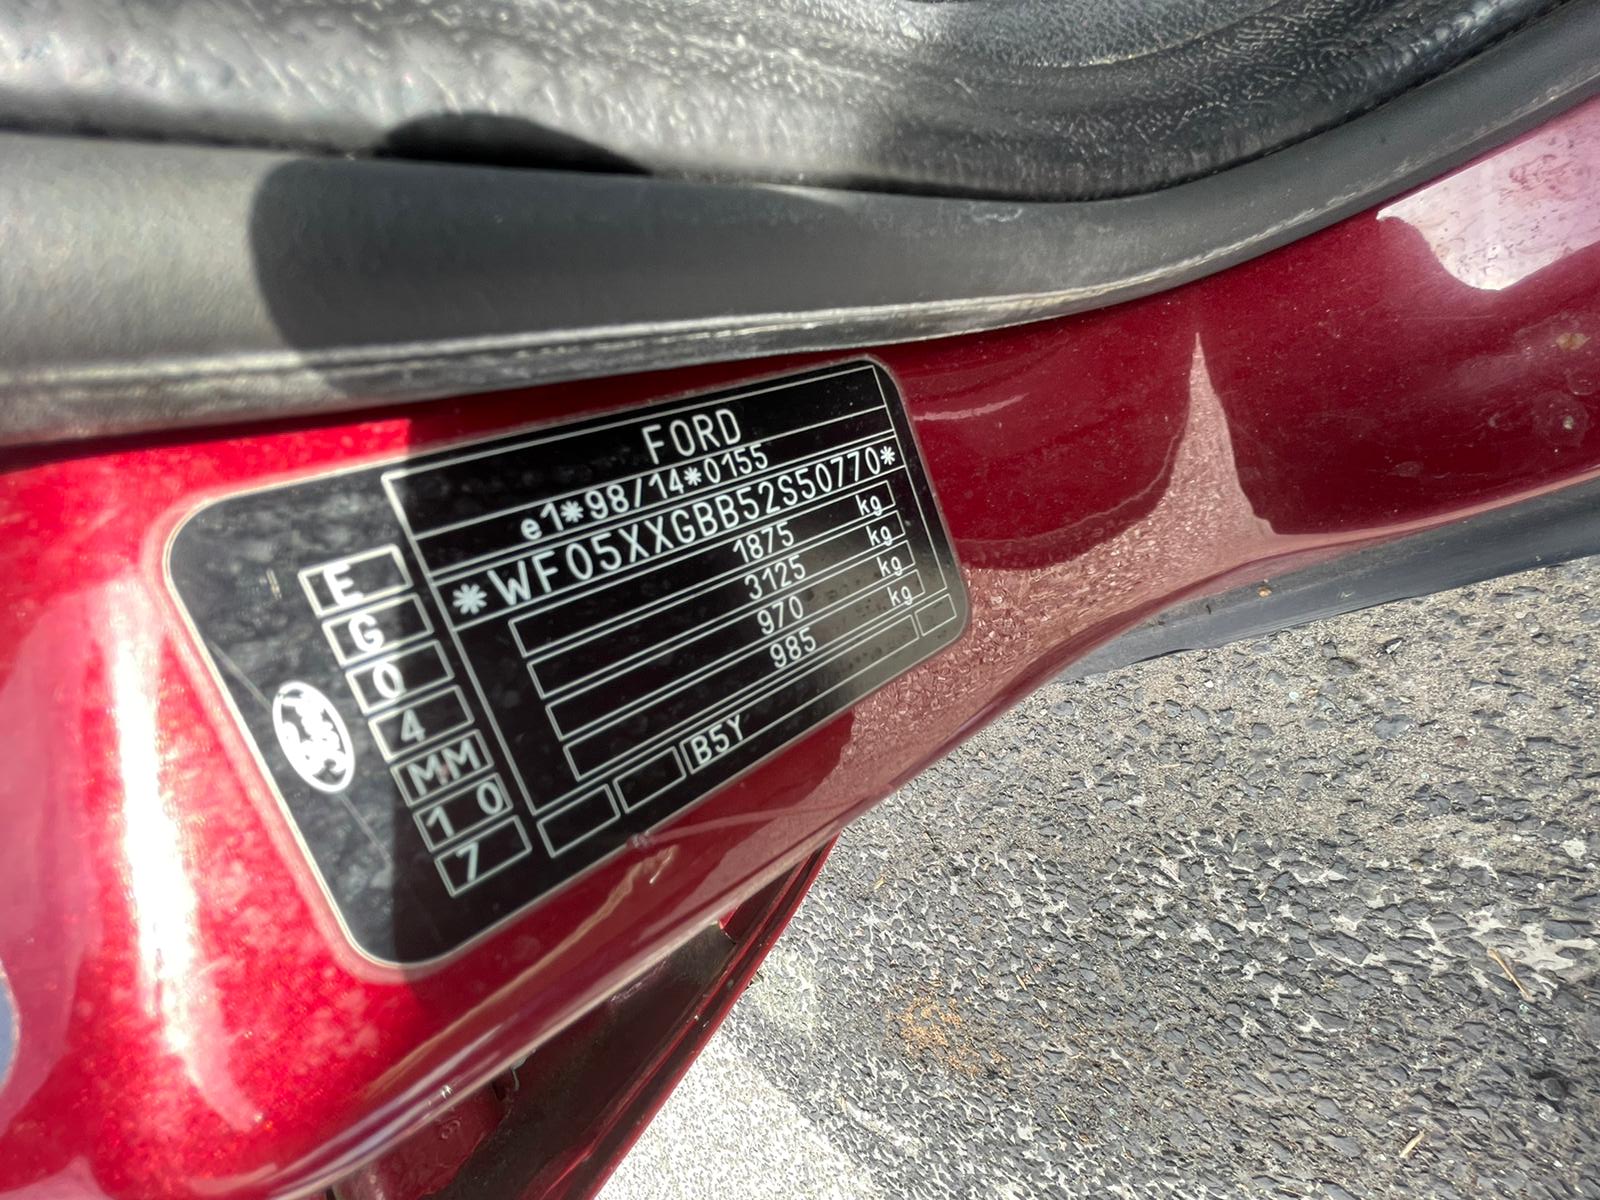 FORD
e1*98/14*0155
*WF05XXGBB52S50770*
1875 kg
3125 kg
970 kg
985 kg
B5Y
E
G
0
4
MM
1 0
7